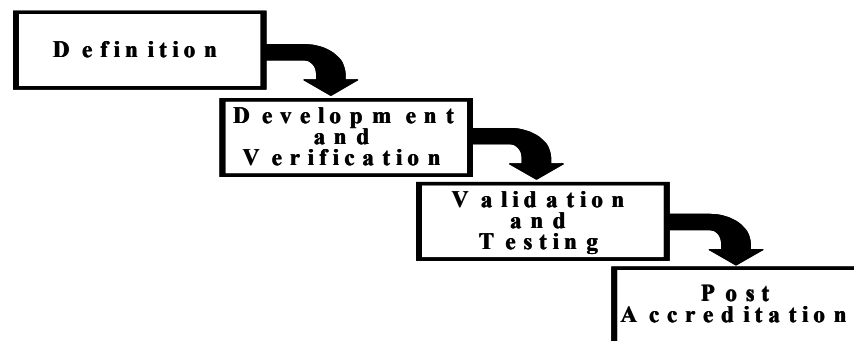 Definition
Development
and
Verification
Validation
and
Testing
Post
Accreditation